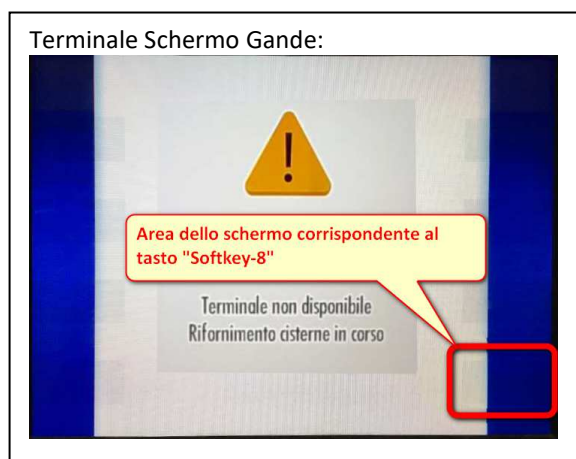 Terminale Schermo Gande:
!
Area dello schermo corrispondente al
tasto "Softkey-8"
Terminale non disponibile
Rifornimento cisterne in corso